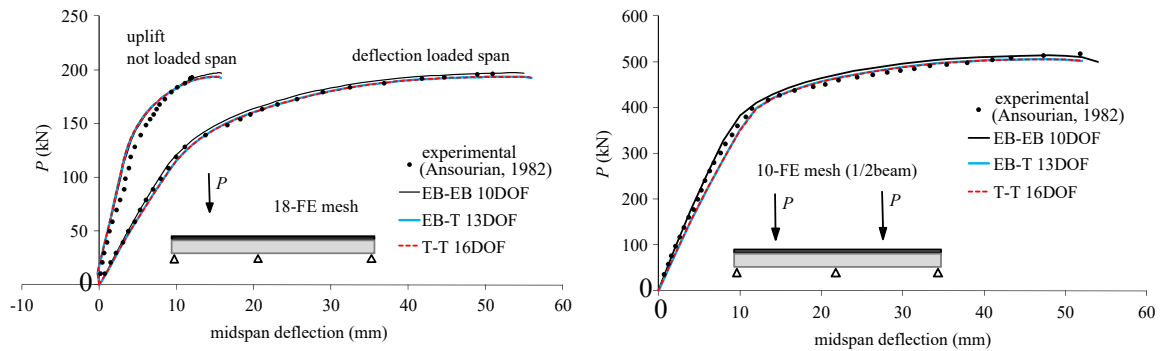 250
200
150
100
50
0
P (kN)
-10
0
10
20
30
40
50
60
midspan deflection (mm)
uplift
not loaded span
deflection loaded span
experimental
(Ansourian, 1982)
EB-EB 10DOF
EB-T 13DOF
T-T 16DOF
P
18-FE mesh
600
500
400
300
200
100
0
P (kN)
0
10
20
30
40
50
60
midspan deflection (mm)
experimental
(Ansourian, 1982)
EB-EB 10DOF
EB-T 13DOF
T-T 16DOF
10-FE mesh (1/2beam)
P
P